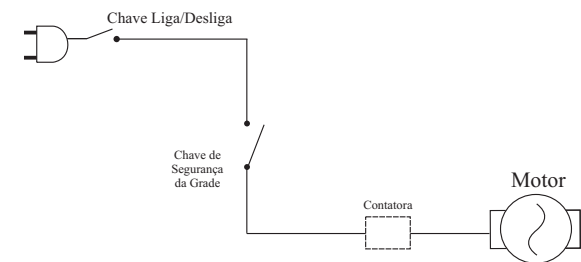 Chave Liga/Desliga
Chave de
Segurança
da Grade
Contatora
Motor